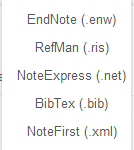 EndNote (.enw)
RefMan (.ris)
NoteExpress (.net)
BibTex (.bib)
NoteFirst (.xml)